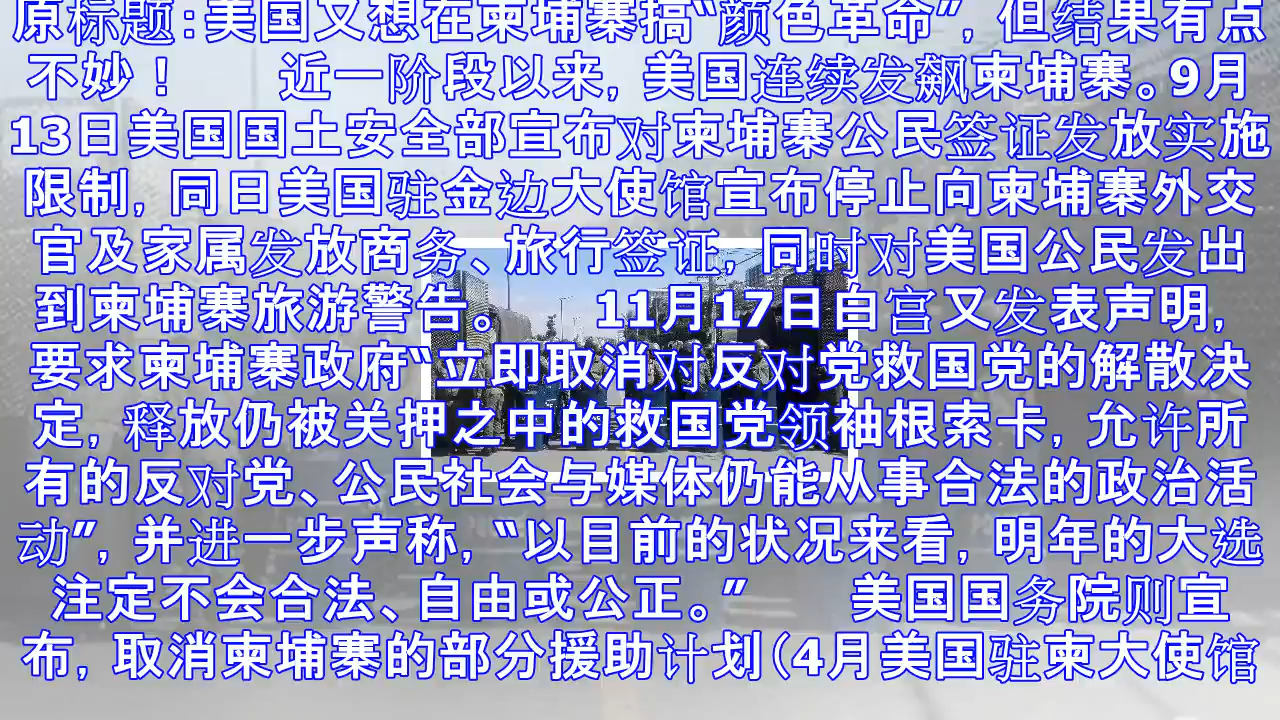 原标题:美国又想在柬埔寨搞“颜色革命”, 但结果有点
不妙！　　近一阶段以来, 美国连续发飙柬埔寨。9月
13日美国国土安全部宣布对柬埔寨公民签证发放实施
限制, 同日美国驻金边大使馆宣布停止向柬埔寨外交
官及家属发放商务、旅行签证, 同时对美国公民发出
到柬埔寨旅游警告。　　11月17日白宫又发表声明,
要求柬埔寨政府“立即取消对反对党救国党的解散决
定, 释放仍被关押之中的救国党领袖根索卡, 允许所
有的反对党、公民社会与媒体仍能从事合法的政治活
动”, 并进一步声称, “以目前的状况来看, 明年的大选
注定不会合法、自由或公正。”　　美国国务院则宣
布, 取消柬埔寨的部分援助计划(4月美国驻柬大使馆